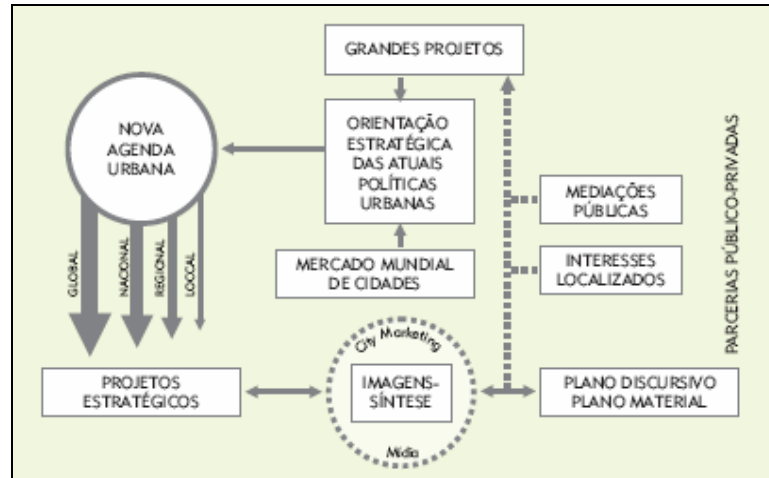 GRANDES PROJETOS
NOVA
AGENDA
URBANA
ORIENTAÇÃO
ESTRATÉGICA
DAS ATUAIS
POLÍTICAS
URBANAS
MEDIAÇÕES
PÚBLICAS
INTERESSES
LOCALIZADOS
PARCERIAS PÚBLICO-PRIVADAS
MERCADO MUNDIAL
DE CIDADES
GLOBAL
NACIONAL
REGIONAL
LOCCAL
PROJETOS
ESTRATÉGICOS
City Marketing
IMAGENS-
SÍNTESE
Mídia
PLANO DISCURSIVO
PLANO MATERIAL